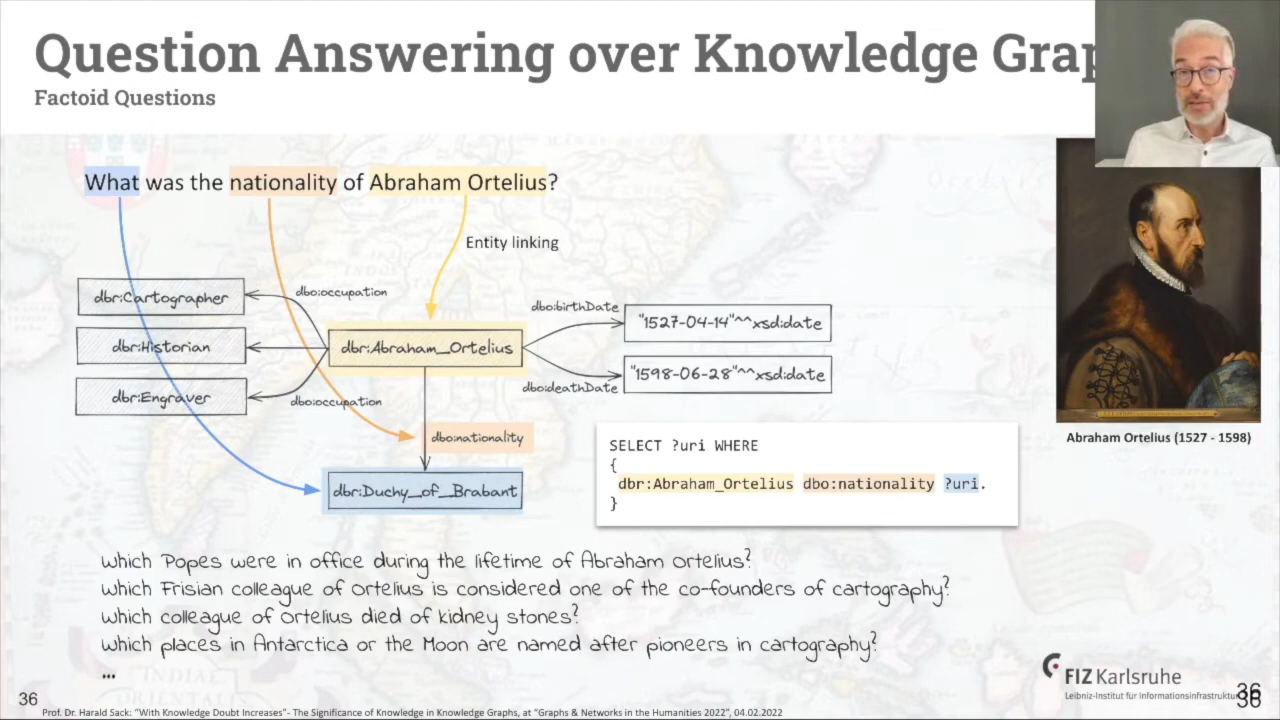 Question Answering over Knowledge Gra
Factoid Questions
What was the nationality of Abraham Ortelius?
Entity linking
dbr:Cartographer
dbo:occupation
dbo:birthDate
"1527-04-14"^^xsd:date
dbr:Historian
dbr:Abraham_Ortelius
"1598-06-28"^^xsd:date
dbo:deathDate
dbr:Engraver
dbo:occupation
dbo:nationality
dbr:Duchy_of_Brabant
SELECT ?uri WHERE
{
dbr:Abraham_Ortelius dbo:nationality ?uri.
}
Abraham Ortelius (1527 - 1598)
Which Popes were in office during the lifetime of Abraham Ortelius?
Which Frisian colleague of Ortelius is considered one of the co-founders of cartography?
Which colleague of Ortelius died of kidney stones?
Which places in Antarctica or the Moon are named after pioneers in cartography?
...
FIZ Karlsruhe
Leibniz-Institut für Informationsinfrastruktur
36
36
36
Prof. Dr. Harald Sack: "With Knowledge Doubt Increases"- The Significance of Knowledge in Knowledge Graphs, at "Graphs & Networks in the Humanities 2022", 04.02.2022